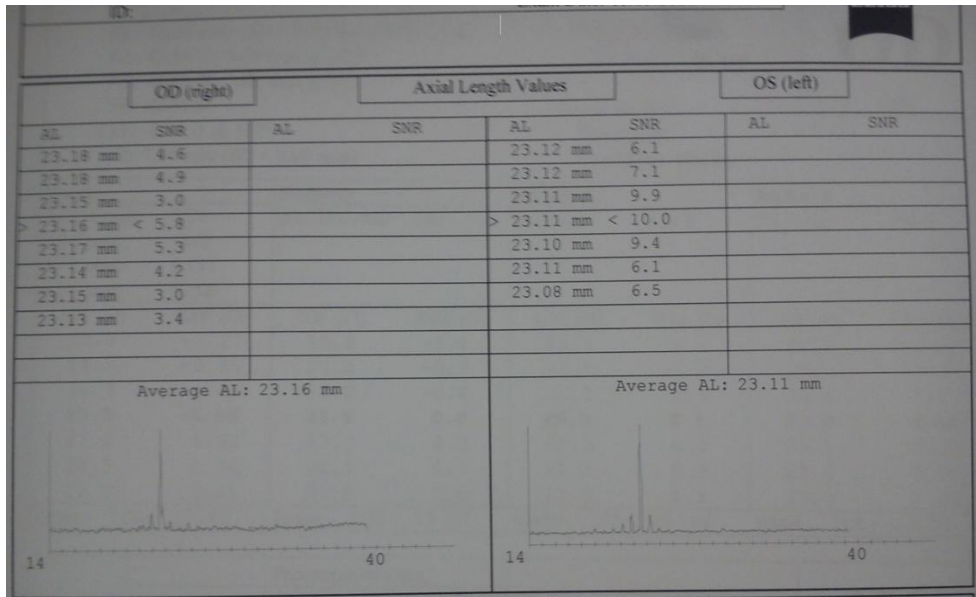 ID:
OD (right) Axial Length Values OS (left)
AL SNR AL SNR AL SNR AL SNR
23.18 mm 4.6 23.12 mm 6.1
23.18 mm 4.9 23.12 mm 7.1
23.15 mm 3.0 23.11 mm 9.9
> 23.16 mm < 5.8 > 23.11 mm < 10.0
23.17 mm 5.3 23.10 mm 9.4
23.14 mm 4.2 23.11 mm 6.1
23.15 mm 3.0 23.08 mm 6.5
23.13 mm 3.4
Average AL: 23.16 mm Average AL: 23.11 mm
14 40 14 40